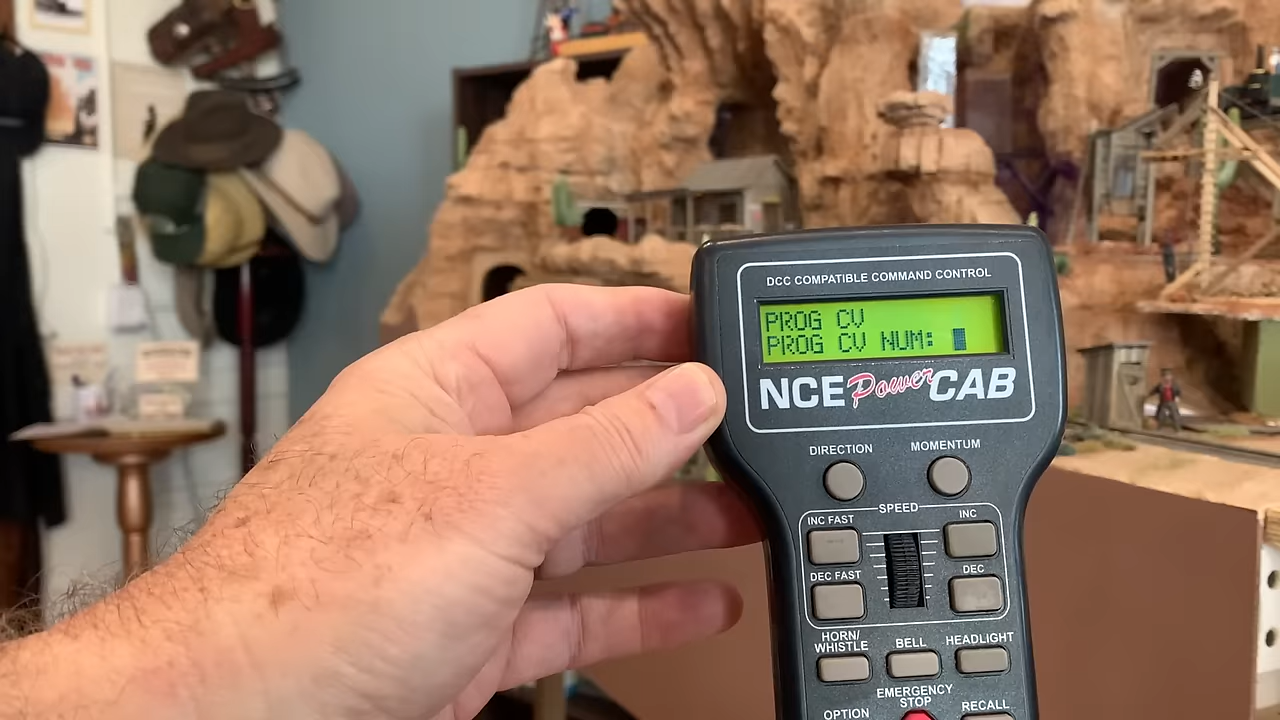 DCC COMPATIBLE COMMAND CONTROL
PROG CV
PROG CV NUM:
NCE Power CAB
DIRECTION
MOMENTUM
SPEED
INC FAST
INC
DEC FAST
DEC
HORN/
WHISTLE
BELL
HEADLIGHT
EMERGENCY
STOP
OPTION
RECALL